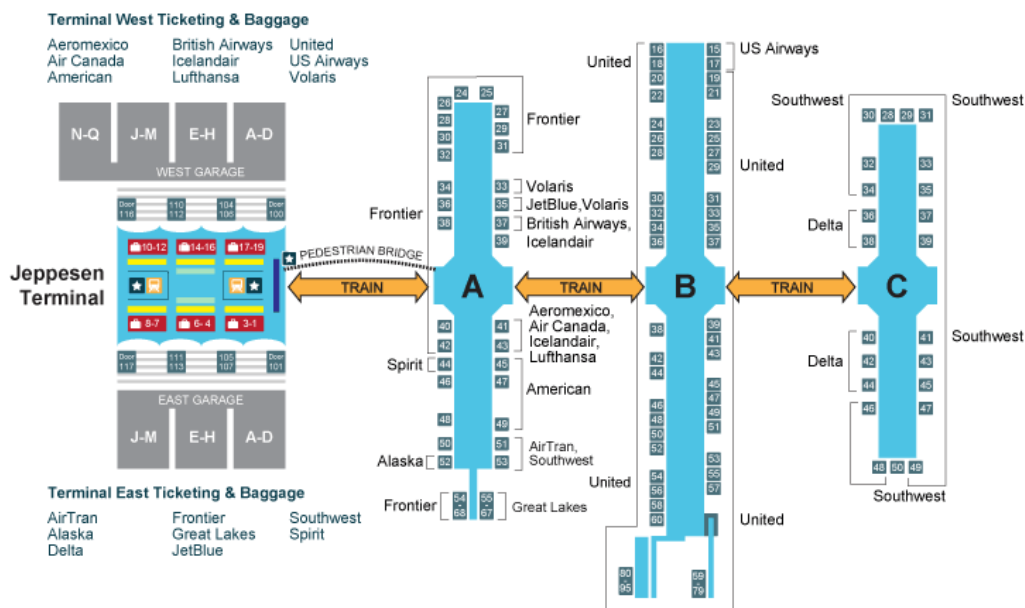 Terminal West Ticketing & Baggage
Aeromexico British Airways United
Air Canada Icelandair US Airways
American Lufthansa Volaris
N-Q J-M E-H A-D
WEST GARAGE
Door 116 110 112 104 106 Door 100
10-12 14-16 17-19
PEDESTRIAN BRIDGE
Jeppesen
Terminal
8-7 6-4 3-1
Door 117 111 113 105 107 Door 101
EAST GARAGE
J-M E-H A-D
Terminal East Ticketing & Baggage
AirTran Frontier Southwest
Alaska Great Lakes Spirit
Delta JetBlue
TRAIN
24 25
26 27
28 29
30 31
32
Frontier
34 33 Volaris
36 35 JetBlue,Volaris
Frontier
38 37 British Airways,
39 Icelandair
A
40 41 Aeromexico,
Air Canada,
42 43 Icelandair,
Lufthansa
Spirit 44 45
46 47 American
48 49
50 51 AirTran,
Alaska 52 53 Southwest
Frontier 54 - 68 55 - 67 Great Lakes
TRAIN
United
16 15 US Airways
18 17
20 19
22 21
24 23
26 25
28 27
29
United
30 31
32 33
34 35
36 37
B
38 39
41
42 43
44
45
46 47
48 49
50 51
52
53
54 55
56 57
58
60
United
United
80 - 95
59 - 79
TRAIN
Southwest Southwest
30 28 29 31
32 33
34 35
Delta
36 37
38 39
C
40 41 Southwest
Delta 42 43
44 45
46 47
48 50 49
Southwest